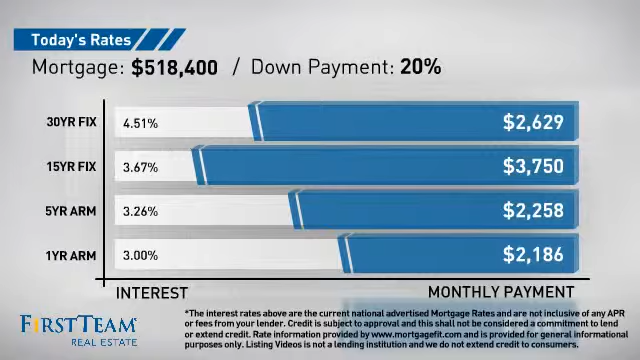 Today's Rates
Mortgage: $518,400 / Down Payment: 20%
30YR FIX 4.51% $2,629
15YR FIX 3.67% $3,750
5YR ARM 3.26% $2,258
1YR ARM 3.00% $2,186
INTEREST MONTHLY PAYMENT
FIRSTTEAM®
REAL ESTATE
*The interest rates above are the current national advertised Mortgage Rates and are not inclusive of any APR
or fees from your lender. Credit is subject to approval and this shall not be considered a commitment to lend
or extend credit. Rate information provided by www.mortgagefit.com and is provided for general informational
purposes only. Listing Videos is not a lending institution and we do not extend credit to consumers.